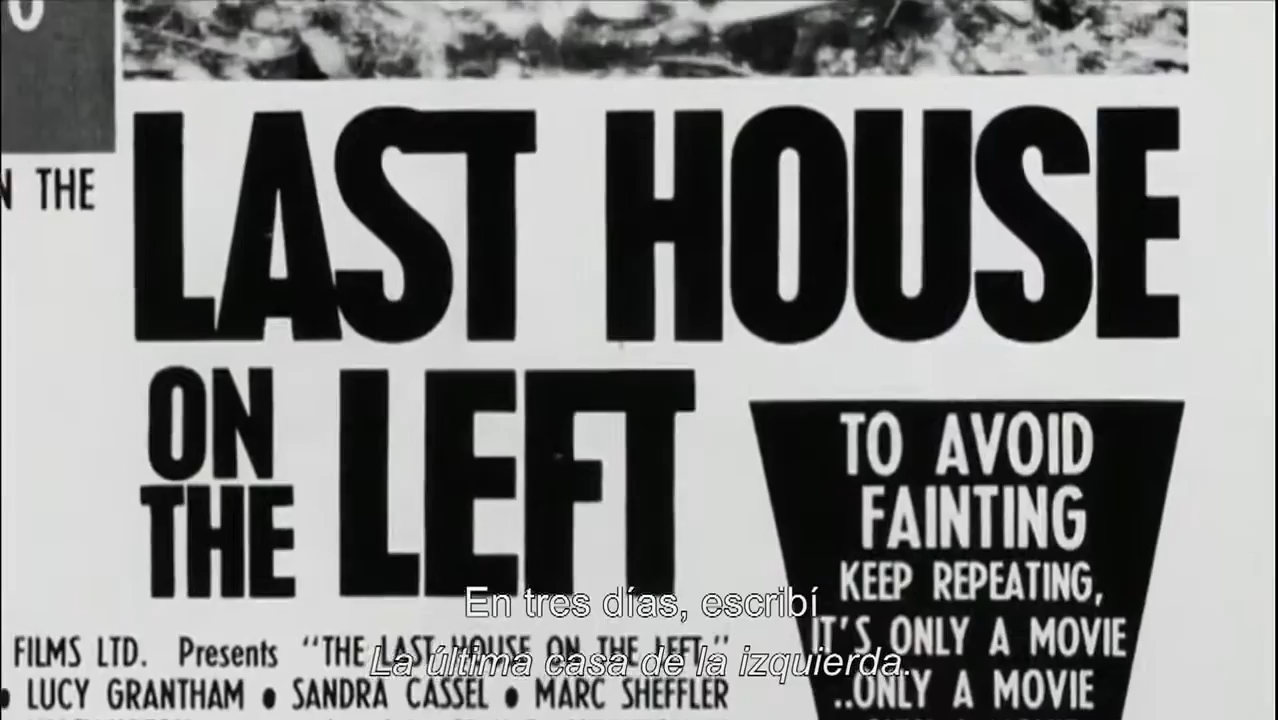 N THE
LAST HOUSE
ON
THE
LEFT
TO AVOID
FAINTING
KEEP REPEATING,
IT'S ONLY A MOVIE
..ONLY A MOVIE
FILMS LTD. Presents "THE LAST HOUSE ON THE LEFT"
• LUCY GRANTHAM • SANDRA CASSEL • MARC SHEFFLER
En tres días, escribí
La última casa de la izquierda.